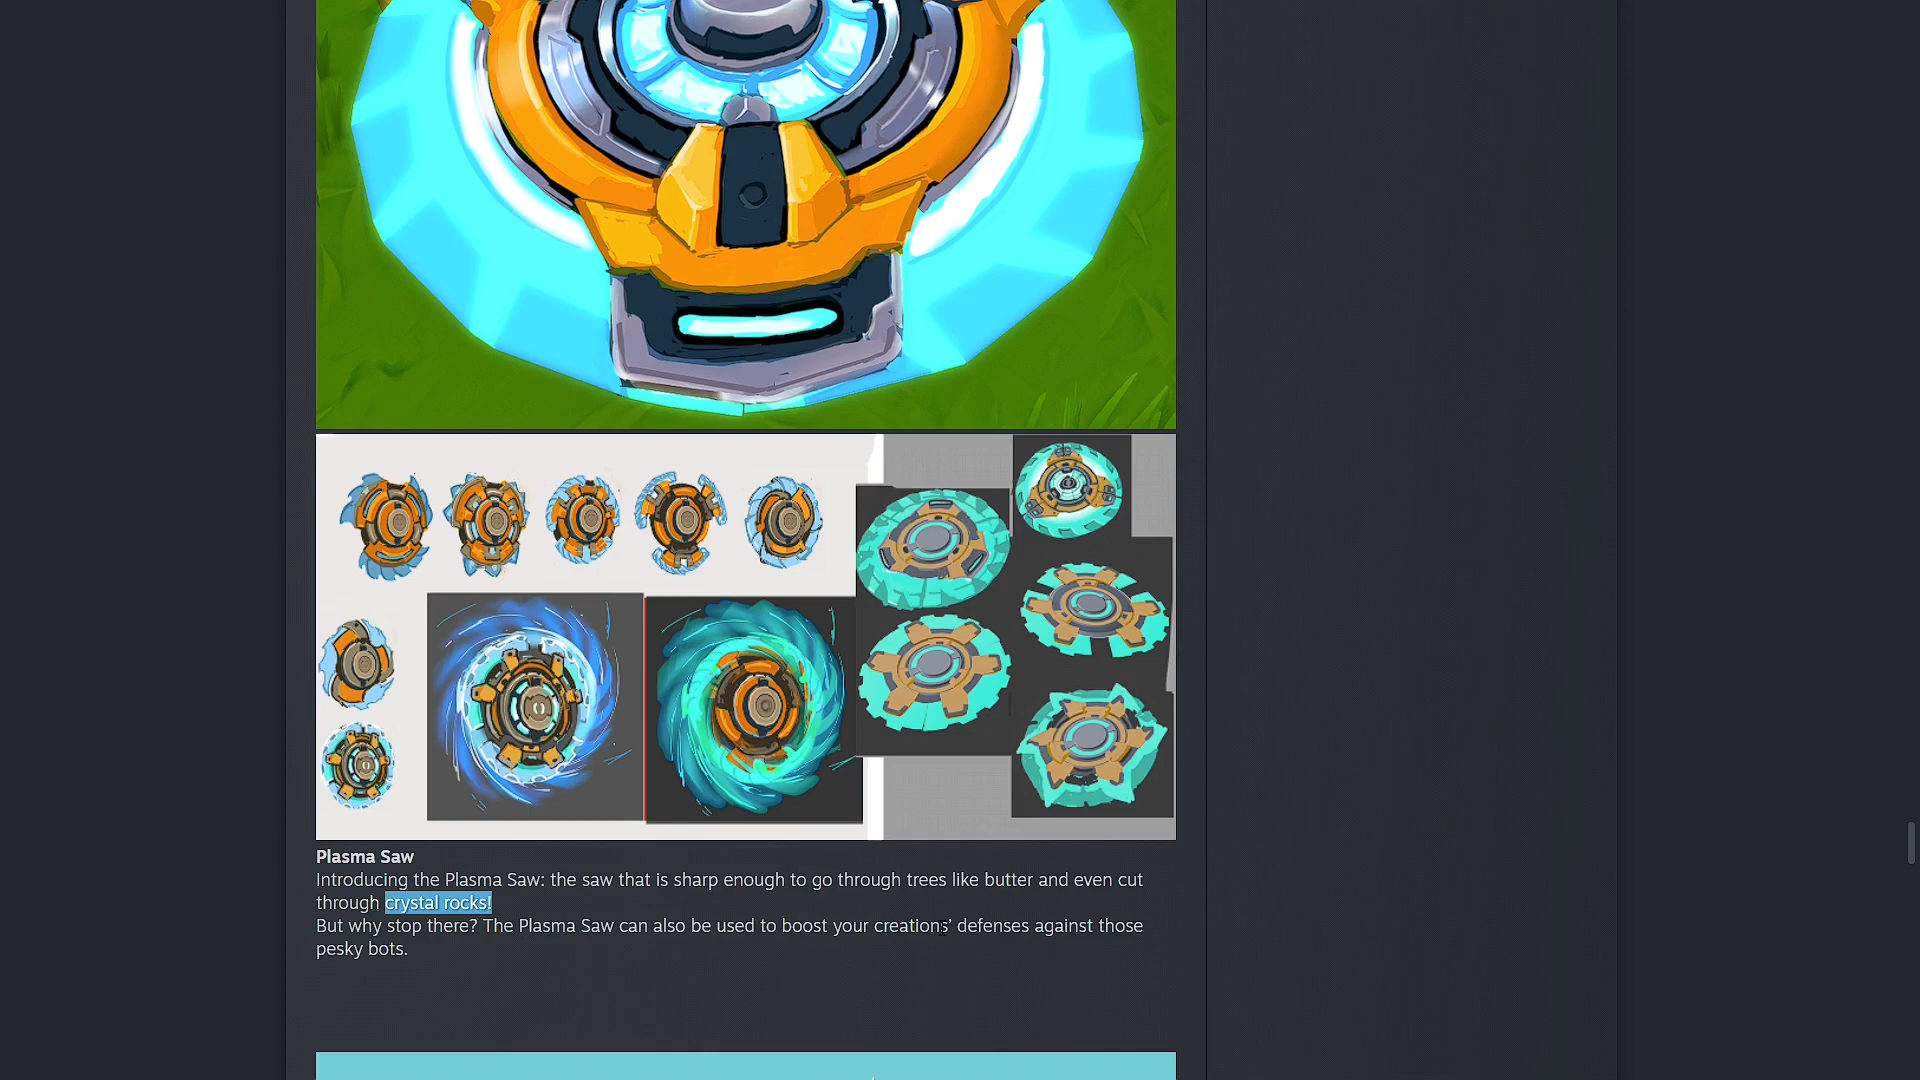 Plasma Saw
Introducing the Plasma Saw: the saw that is sharp enough to go through trees like butter and even cut
through crystal rocks!
But why stop there? The Plasma Saw can also be used to boost your creations’ defenses against those
pesky bots.